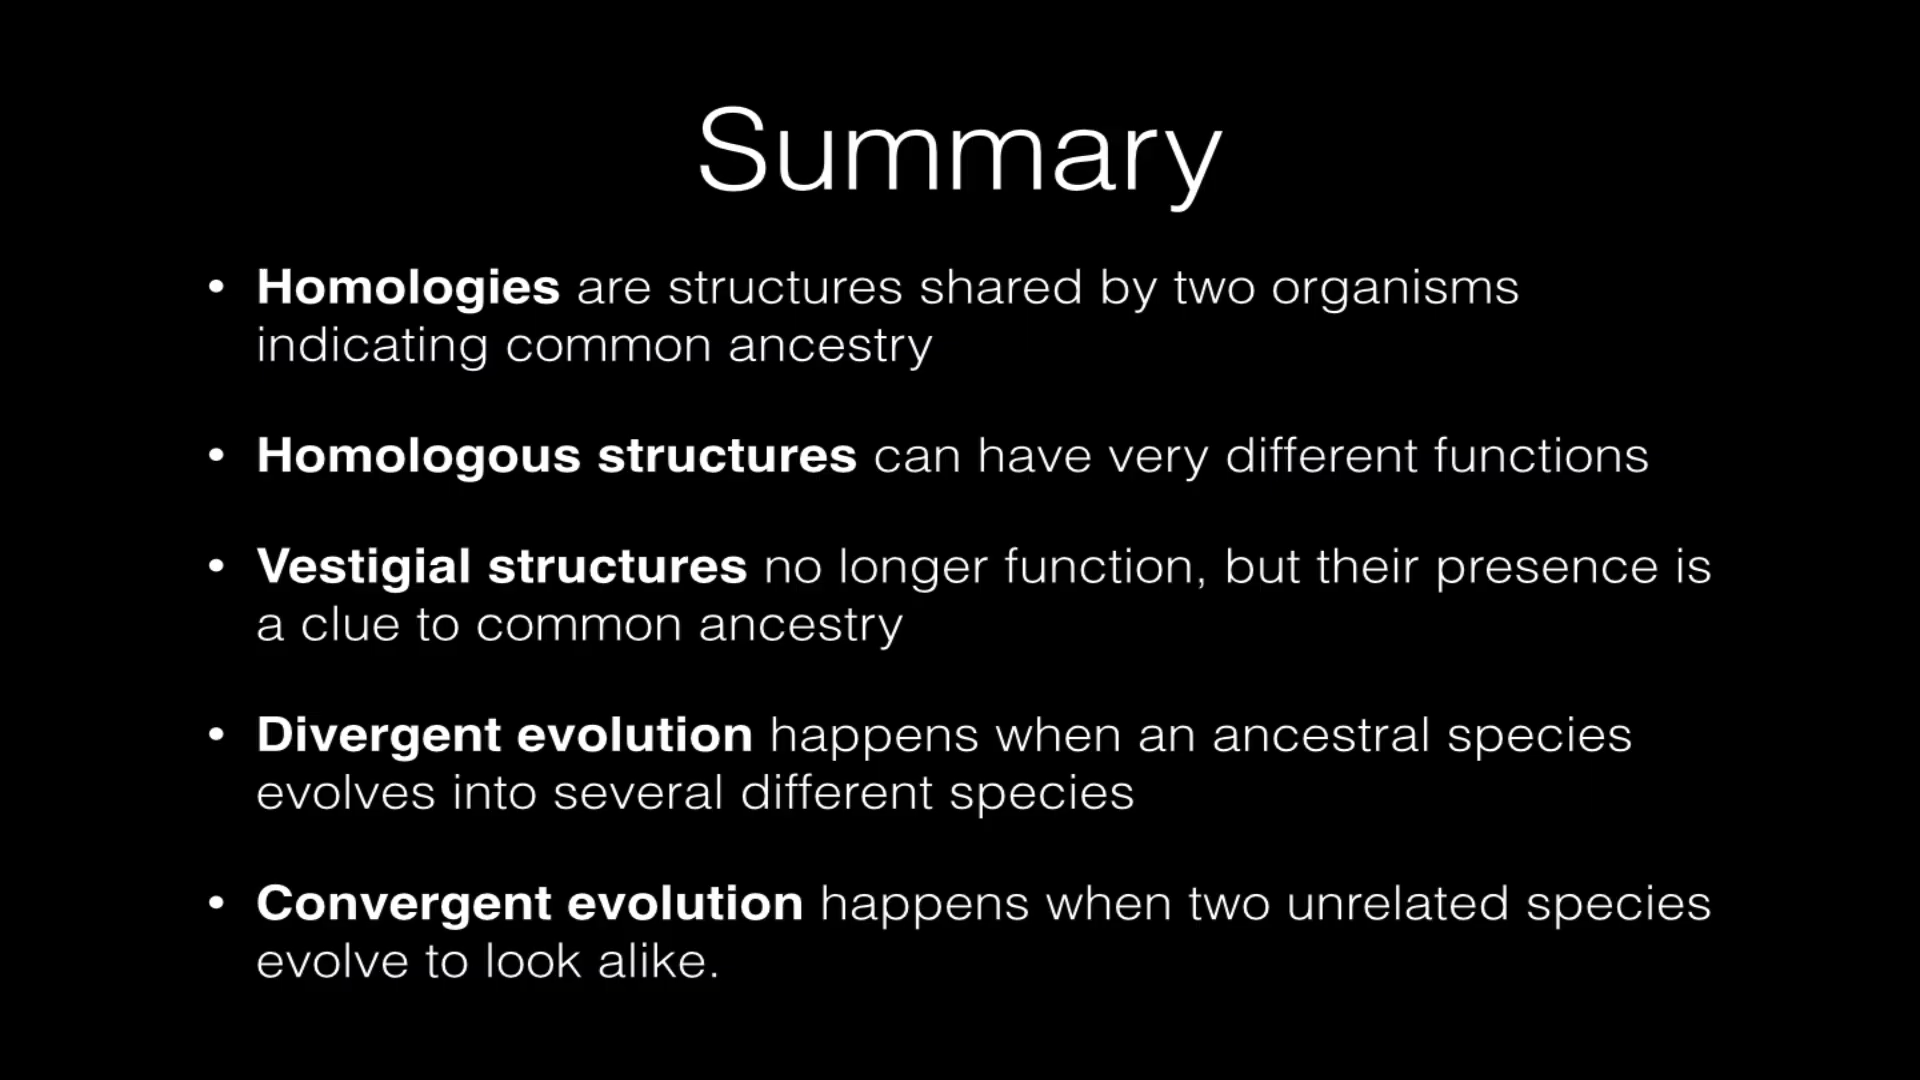 Summary
• Homologies are structures shared by two organisms
indicating common ancestry
• Homologous structures can have very different functions
• Vestigial structures no longer function, but their presence is
a clue to common ancestry
• Divergent evolution happens when an ancestral species
evolves into several different species
• Convergent evolution happens when two unrelated species
evolve to look alike.